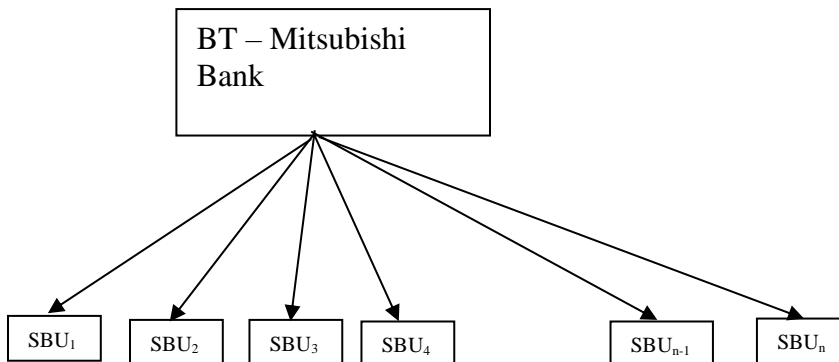 BT – Mitsubishi
Bank
SBU₁
SBU₂
SBU₃
SBU₄
SBUₙ₋₁
SBUₙ